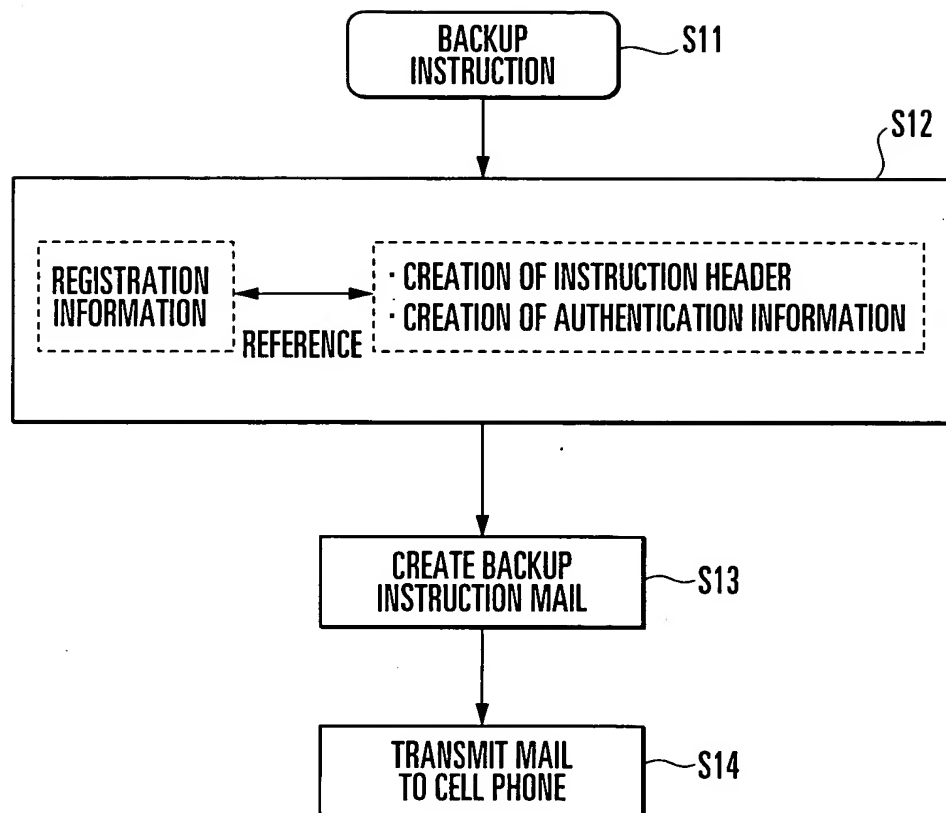 BACKUP
INSTRUCTION
S11
S12
REGISTRATION
INFORMATION
REFERENCE
· CREATION OF INSTRUCTION HEADER
· CREATION OF AUTHENTICATION INFORMATION
CREATE BACKUP
INSTRUCTION MAIL
S13
TRANSMIT MAIL
TO CELL PHONE
S14